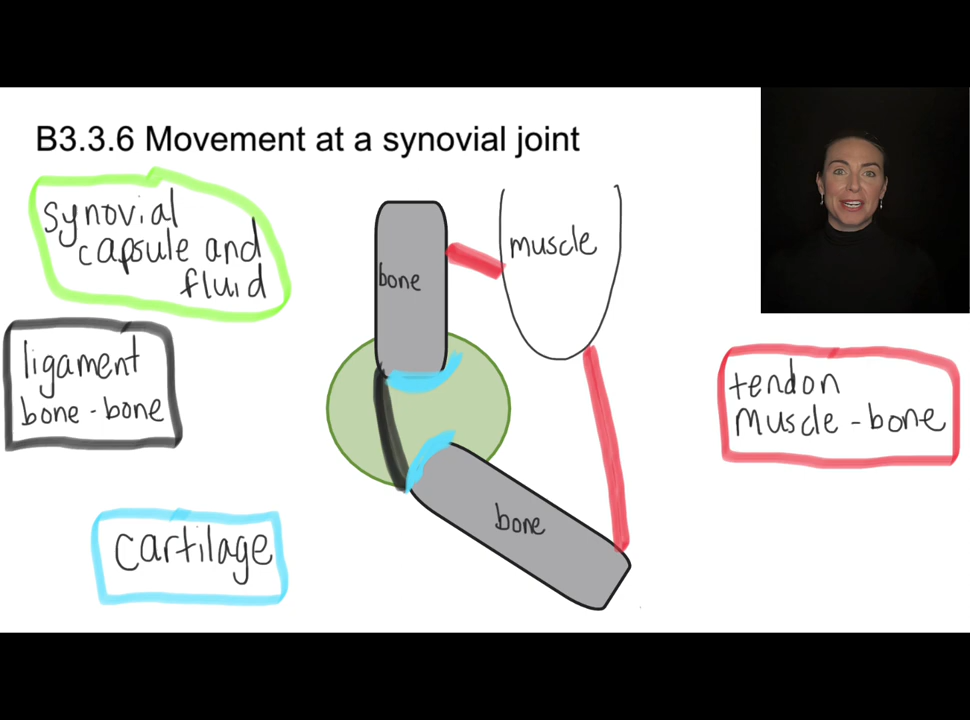 B3.3.6 Movement at a synovial joint
synovial
capsule and
fluid
bone
muscle
ligament
bone - bone
tendon
muscle - bone
cartilage
bone